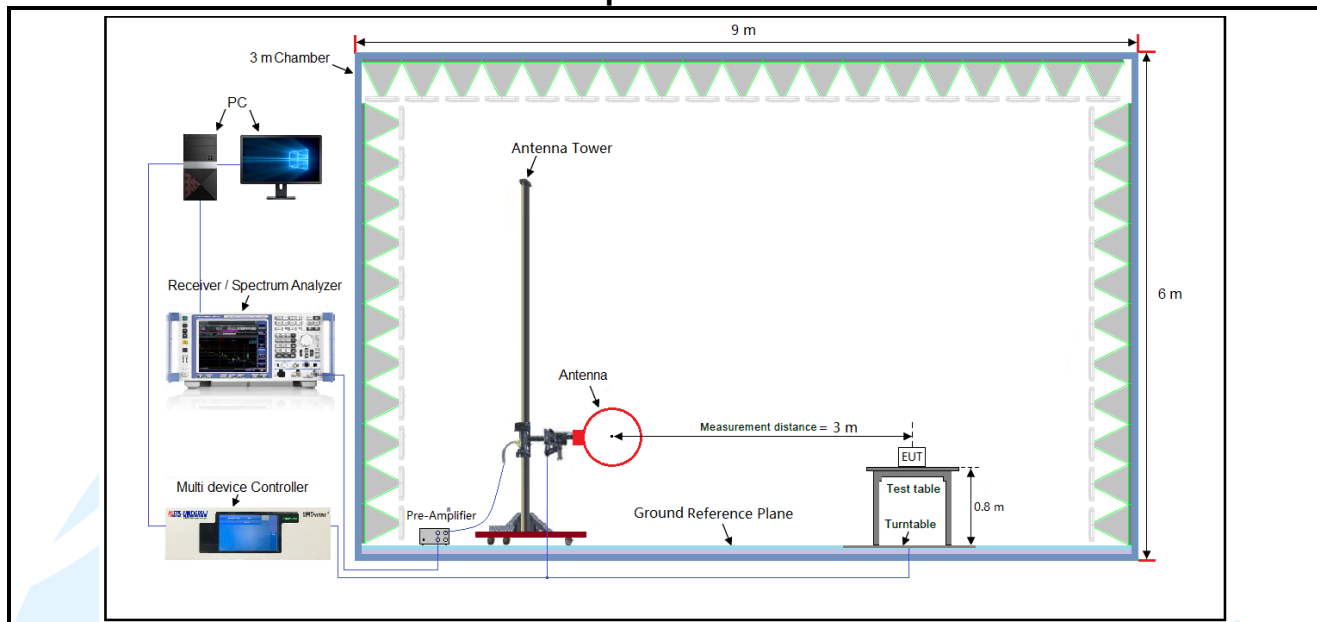 9 m
3 m Chamber
PC
Antenna Tower
Receiver / Spectrum Analyzer
6 m
Antenna
Measurement distance = 3 m
EUT
Multi device Controller
Test table
0.8 m
Pre-Amplifier
Ground Reference Plane
Turntable